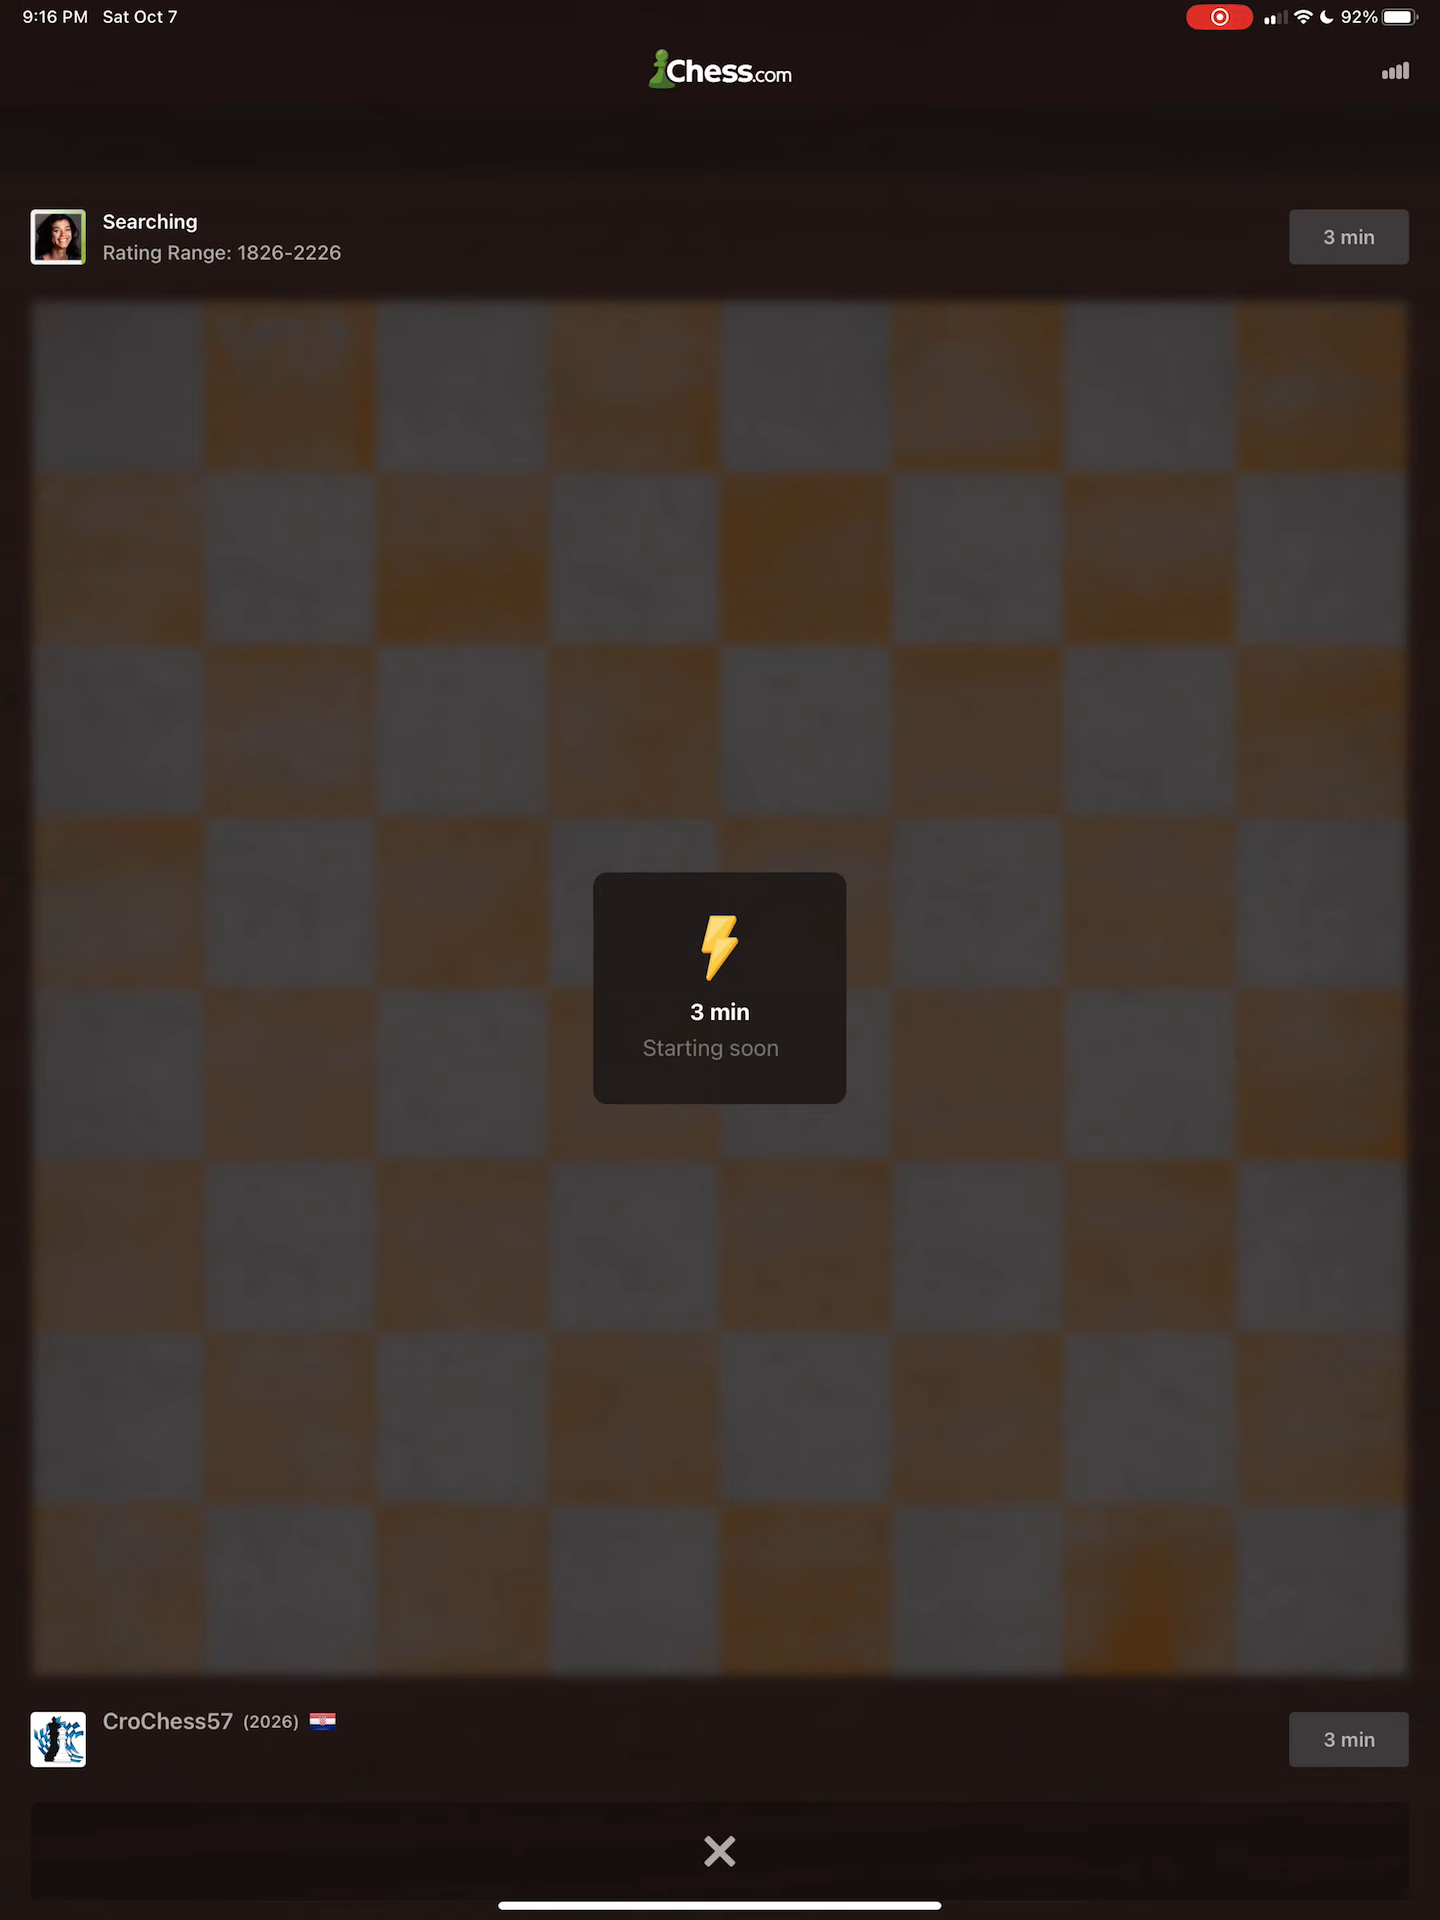 9:16 PM Sat Oct 7
92%
Chess.com
Searching
Rating Range: 1826-2226
3 min
3 min
Starting soon
CroChess57 (2026)
3 min